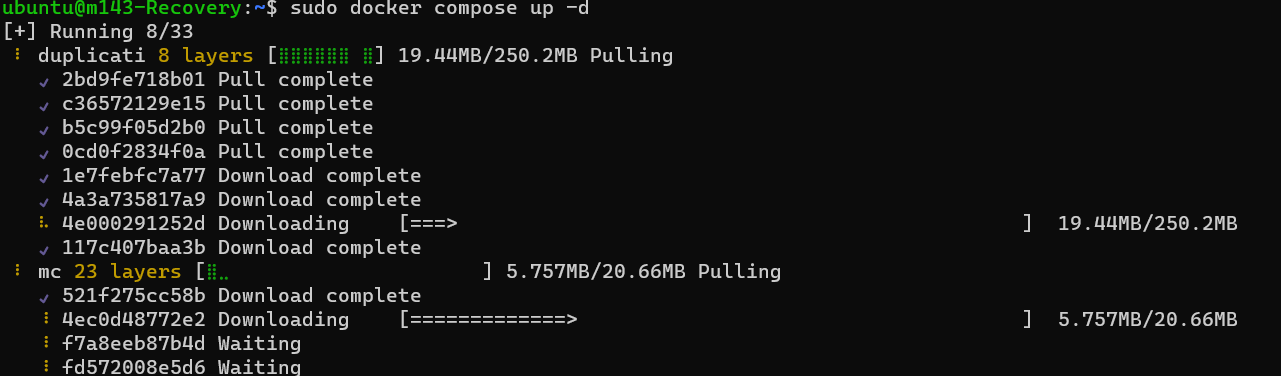 ubuntu@m143-Recovery:~$ sudo docker compose up -d
[+] Running 8/33
⠸ duplicati 8 layers [⣿⣿⣿⣿⣿⣿ ⣿] 19.44MB/250.2MB Pulling
✔ 2bd9fe718b01 Pull complete
✔ c36572129e15 Pull complete
✔ b5c99f05d2b0 Pull complete
✔ 0cd0f2834f0a Pull complete
✔ 1e7febfc7a77 Download complete
✔ 4a3a735817a9 Download complete
⠧ 4e000291252d Downloading [===> ] 19.44MB/250.2MB
✔ 117c407baa3b Download complete
⠸ mc 23 layers [⣿⣀ ] 5.757MB/20.66MB Pulling
✔ 521f275cc58b Download complete
⠸ 4ec0d48772e2 Downloading [=============> ] 5.757MB/20.66MB
⠸ f7a8eeb87b4d Waiting
⠸ fd572008e5d6 Waiting